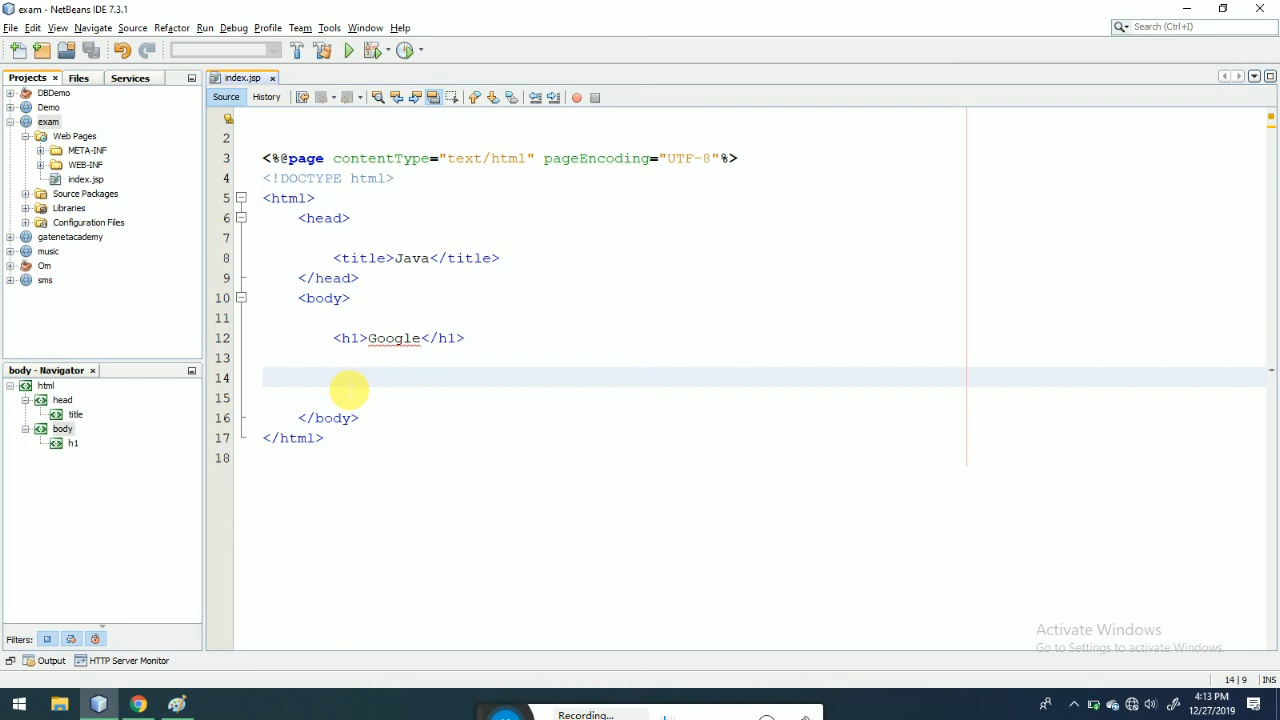 exam - NetBeans IDE 7.3.1
File Edit View Navigate Source Refactor Run Debug Profile Team Tools Window Help
Search (Ctrl+I)
Projects Files Services
index.jsp
Source History
DBDemo
Demo
exam
Web Pages
META-INF
WEB-INF
index.jsp
Source Packages
Libraries
Configuration Files
gatenetacademy
music
Om
sms
body - Navigator
html
head
title
body
h1
Filters:
2
3 <%@page contentType="text/html" pageEncoding="UTF-8"%>
4 <!DOCTYPE html>
5 <html>
6 <head>
7
8 <title>Java</title>
9 </head>
10 <body>
11
12 <h1>Google</h1>
13
14
15
16 </body>
17 </html>
18
Activate Windows
Go to Settings to activate Windows.
Output HTTP Server Monitor
14 | 9 INS
Recording...
4:13 PM
12/27/2019